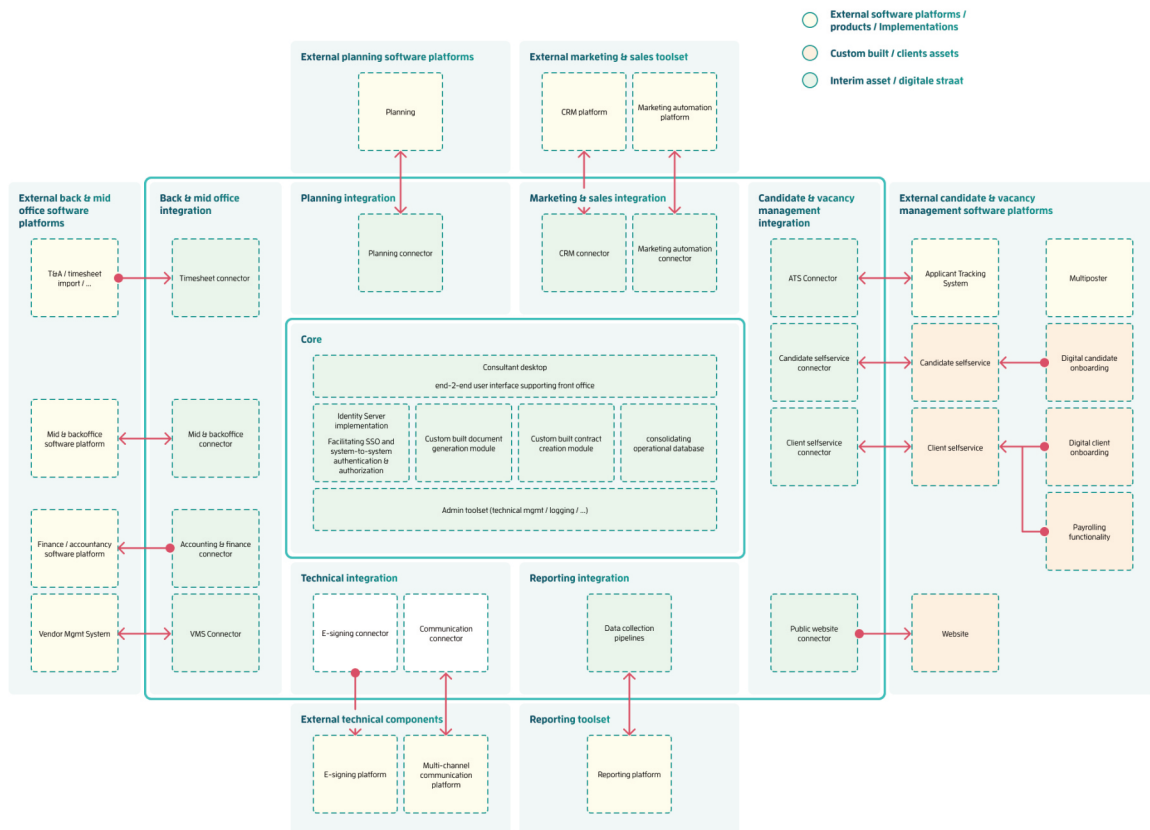 External software platforms /
products / Implementations
Custom built / clients assets
Interim asset / digitale straat
External planning software platforms
Planning
External marketing & sales toolset
CRM platform
Marketing automation
platform
External back & mid
office software
platforms
T&A / timesheet
import / ...
Mid & backoffice
software platform
Finance / accountancy
software platform
Vendor Mgmt System
Back & mid office
integration
Timesheet connector
Mid & backoffice
connector
Accounting & finance
connector
VMS Connector
Planning integration
Planning connector
Marketing & sales integration
CRM connector
Marketing automation
connector
Core
Consultant desktop
end-2-end user interface supporting front office
Identity Server
implementation
Facilitating SSO and
system-to-system
authentication &
authorization
Custom built document
generation module
Custom built contract
creation module
consolidating
operational database
Admin toolset (technical mgmt / logging / ...)
Technical integration
E-signing connector
Communication
connector
Reporting integration
Data collection
pipelines
External technical components
E-signing platform
Multi-channel
communication
platform
Reporting toolset
Reporting platform
Candidate & vacancy
management
integration
ATS Connector
Candidate selfservice
connector
Client selfservice
connector
Public website
connector
External candidate & vacancy
management software platforms
Applicant Tracking
System
Multiposter
Candidate selfservice
Digital candidate
onboarding
Client selfservice
Digital client
onboarding
Payrolling
functionality
Website